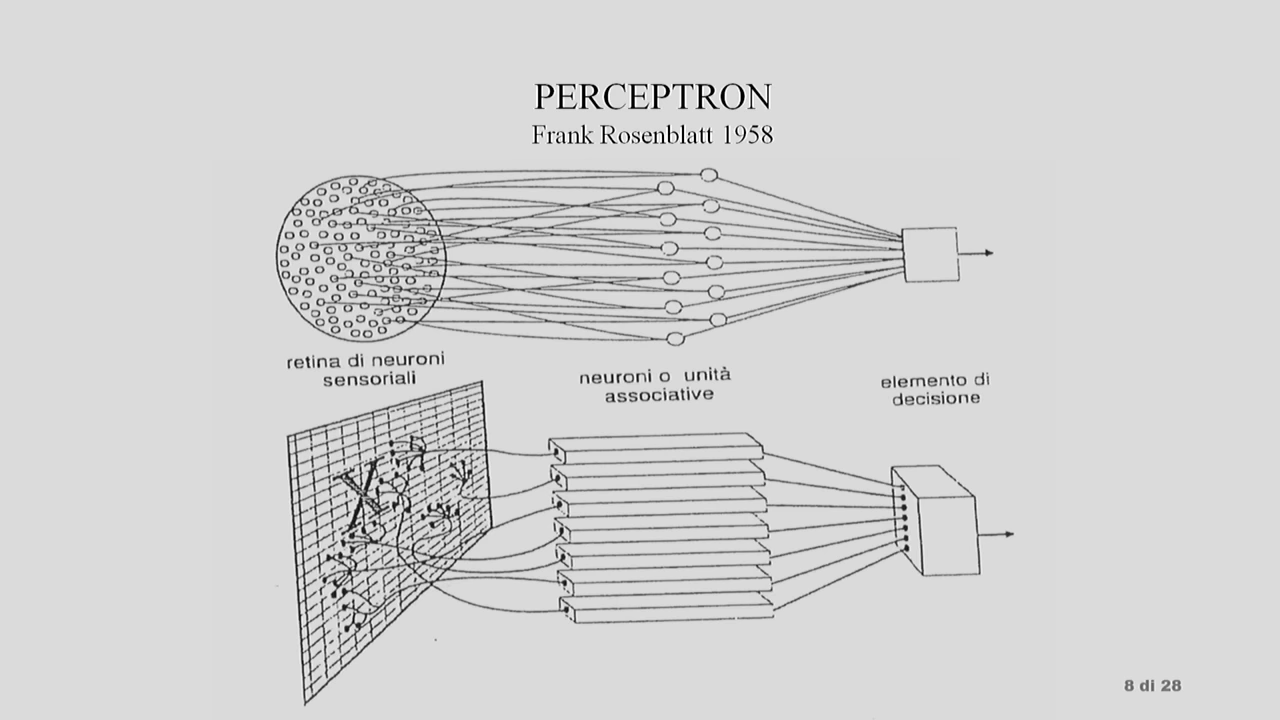 PERCEPTRON
Frank Rosenblatt 1958
retina di neuroni
sensoriali
neuroni o unità
associative
elemento di
decisione
8 di 28